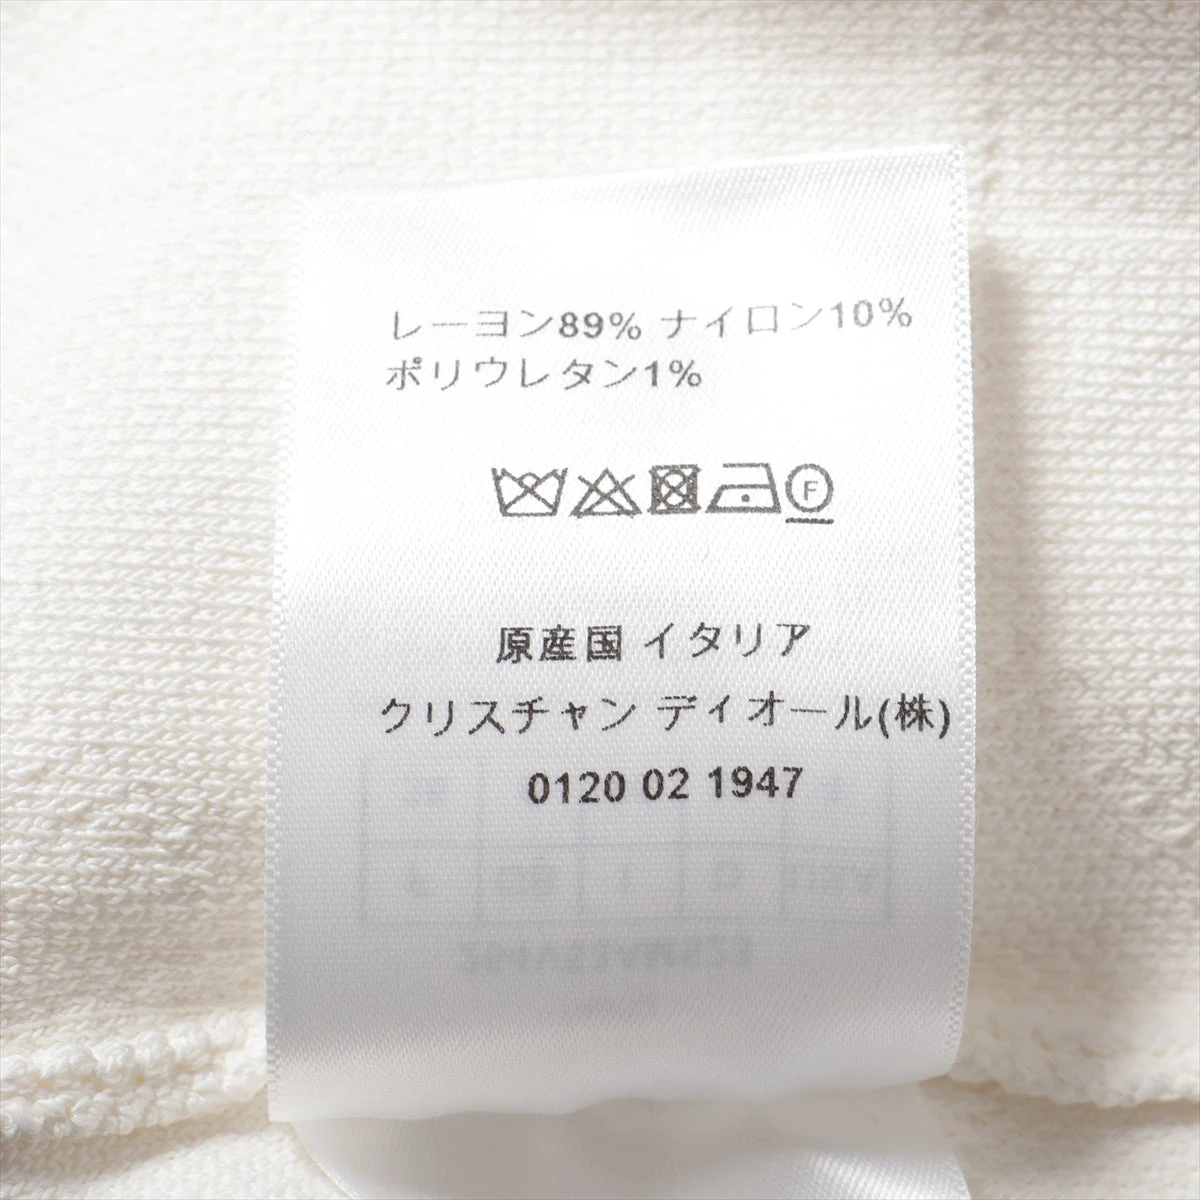 レーヨン89% ナイロン10%
ポリウレタン1%
F
原産国 イタリア
クリスチャン ディオール(株)
0120 02 1947